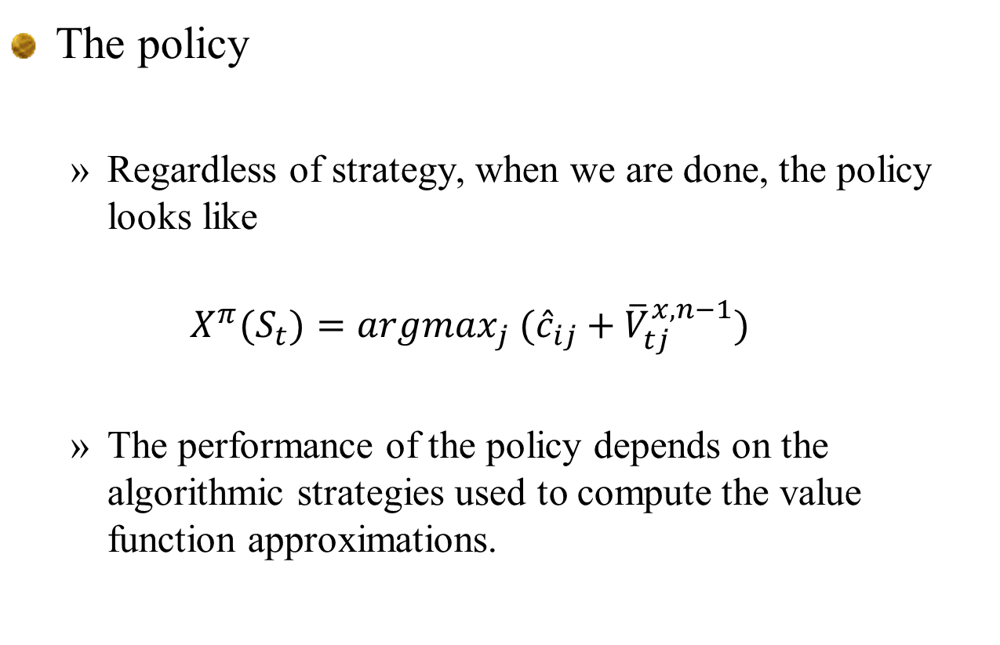 The policy
» Regardless of strategy, when we are done, the policy
looks like
$X^{\pi}(S_t) = argmax_j \, (\hat{c}_{ij} + \bar{V}_{tj}^{x,n-1})$
» The performance of the policy depends on the
algorithmic strategies used to compute the value
function approximations.